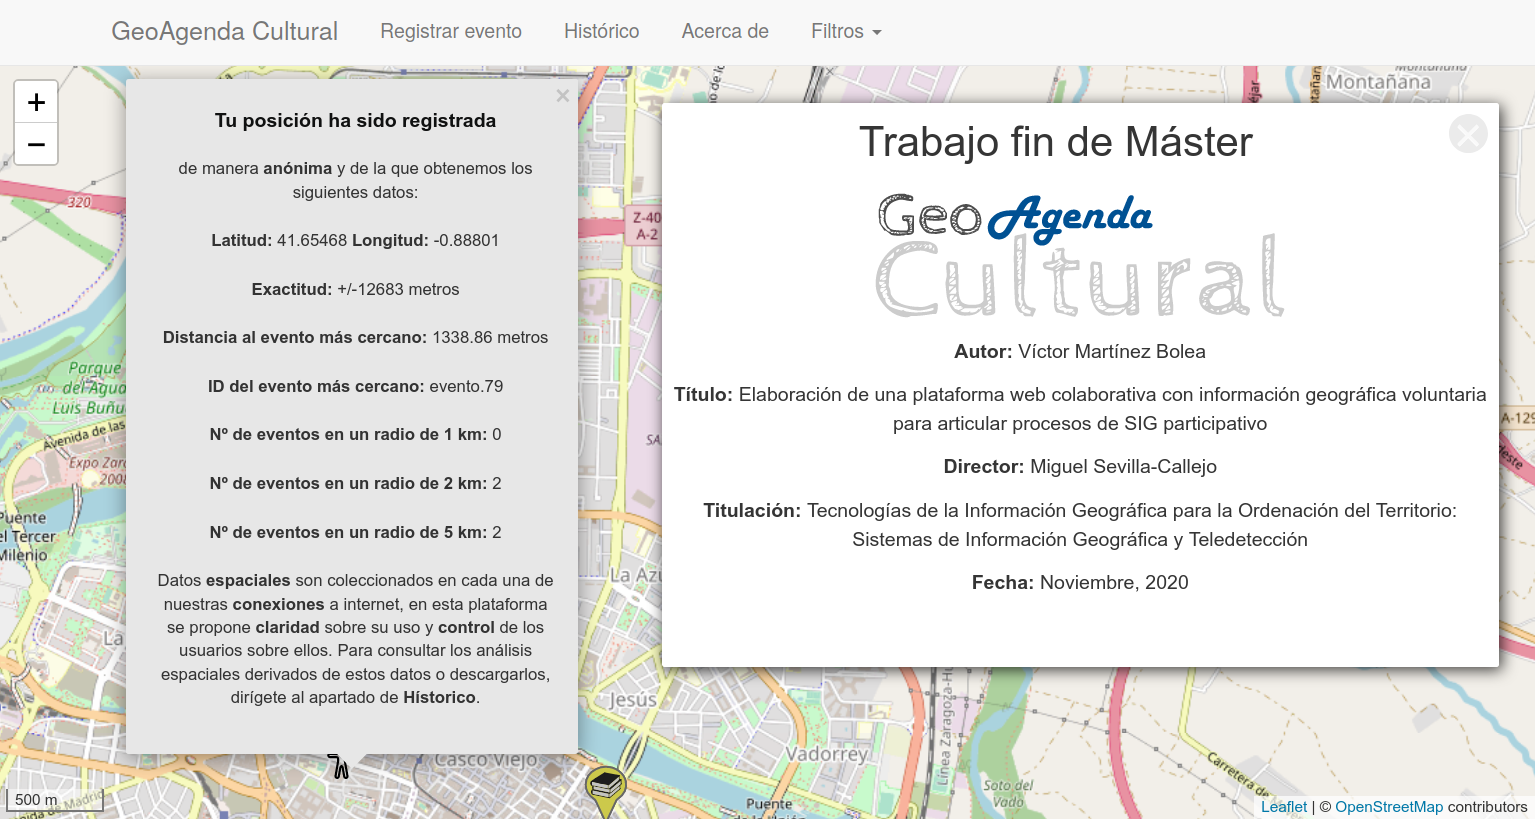 GeoAgenda Cultural
Registrar evento
Histórico
Acerca de
Filtros
+
−
×
Tu posición ha sido registrada
de manera anónima y de la que obtenemos los
siguientes datos:
Latitud: 41.65468 Longitud: -0.88801
Exactitud: +/-12683 metros
Distancia al evento más cercano: 1338.86 metros
ID del evento más cercano: evento.79
Nº de eventos en un radio de 1 km: 0
Nº de eventos en un radio de 2 km: 2
Nº de eventos en un radio de 5 km: 2
Datos espaciales son coleccionados en cada una de
nuestras conexiones a internet, en esta plataforma
se propone claridad sobre su uso y control de los
usuarios sobre ellos. Para consultar los análisis
espaciales derivados de estos datos o descargarlos,
dirígete al apartado de Hístorico.
Trabajo fin de Máster
Geo Agenda
Cultural
Autor: Víctor Martínez Bolea
Título: Elaboración de una plataforma web colaborativa con información geográfica voluntaria
para articular procesos de SIG participativo
Director: Miguel Sevilla-Callejo
Titulación: Tecnologías de la Información Geográfica para la Ordenación del Territorio:
Sistemas de Información Geográfica y Teledetección
Fecha: Noviembre, 2020
Montañana
320
Z-40
A-2
Parque
del Agua
Luis Buñu
Avenida de las
Expo Zar
2008
Puente
el Tercer
Milenio
La
SA
La Azu
A-129
Jesús
Casco Viejo
Vadorrey
Línea Zaragoza-Hu
Soto del
Vado
Carretera de
Puente
de la Unión
de Madrid
500 m
Leaflet | © OpenStreetMap contributors